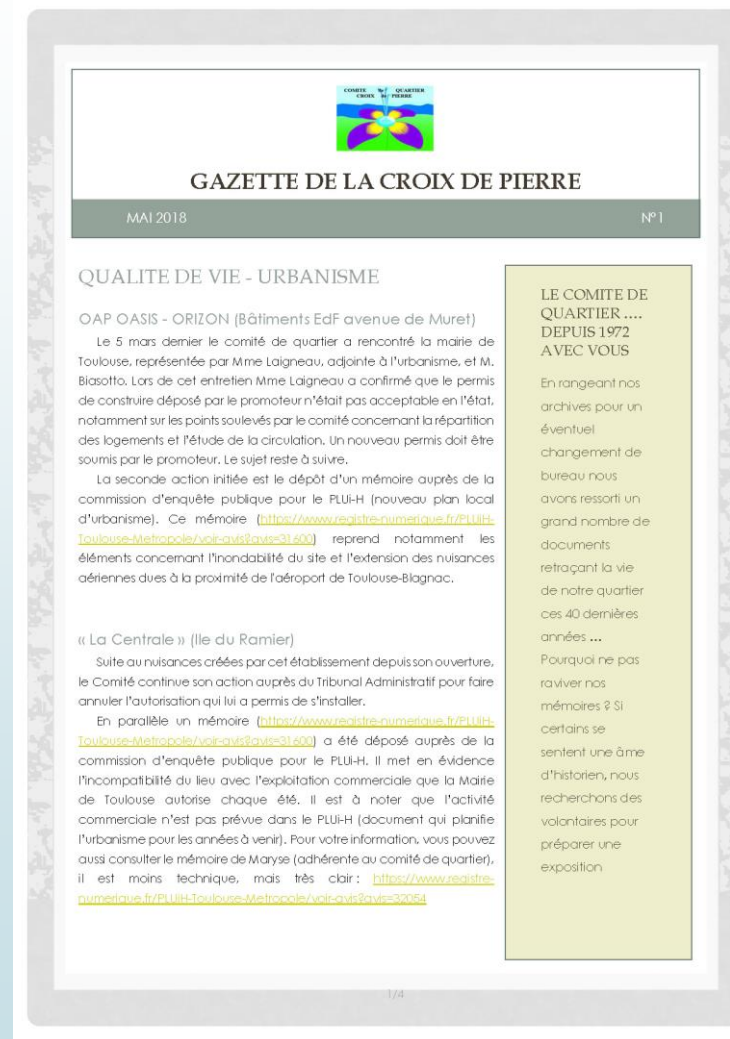 COMITE DE QUARTIER
CROIX DE PIERRE
GAZETTE DE LA CROIX DE PIERRE
MAI 2018
N°1
QUALITE DE VIE - URBANISME
OAP OASIS - ORIZON (Bâtiments EdF avenue de Muret)
Le 5 mars dernier le comité de quartier a rencontré la mairie de
Toulouse, représentée par Mme Laigneau, adjointe à l'urbanisme, et M.
Biasotto. Lors de cet entretien Mme Laigneau a confirmé que le permis
de construire déposé par le promoteur n'était pas acceptable en l'état,
notamment sur les points soulevés par le comité concernant la répartition
des logements et l'étude de la circulation. Un nouveau permis doit être
soumis par le promoteur. Le sujet reste à suivre.
La seconde action initiée est le dépôt d'un mémoire auprès de la
commission d'enquête publique pour le PLUi-H (nouveau plan local
d'urbanisme). Ce mémoire (https://www.registre-numerique.fr/PLUiH-
Toulouse-Metropole/voir-avis?avis=31600) reprend notamment les
éléments concernant l'inondabilité du site et l'extension des nuisances
aériennes dues à la proximité de l'aéroport de Toulouse-Blagnac.
« La Centrale » (Ile du Ramier)
Suite au nuisances créées par cet établissement depuis son ouverture,
le Comité continue son action auprès du Tribunal Administratif pour faire
annuler l'autorisation qui lui a permis de s'installer.
En parallèle un mémoire (https://www.registre-numerique.fr/PLUiH-
Toulouse-Metropole/voir-avis?avis=31600) a été déposé auprès de la
commission d'enquête publique pour le PLUi-H. Il met en évidence
l'incompatibilité du lieu avec l'exploitation commerciale que la Mairie
de Toulouse autorise chaque été. Il est à noter que l'activité
commerciale n'est pas prévue dans le PLUi-H (document qui planifie
l'urbanisme pour les années à venir). Pour votre information, vous pouvez
aussi consulter le mémoire de Maryse (adhérente au comité de quartier),
il est moins technique, mais très clair : https://www.registre-
numerique.fr/PLUiH-Toulouse-Metropole/voir-avis?avis=32054
LE COMITE DE
QUARTIER ....
DEPUIS 1972
AVEC VOUS
En rangeant nos
archives pour un
éventuel
changement de
bureau nous
avons ressorti un
grand nombre de
documents
retraçant la vie
de notre quartier
ces 40 dernières
années ...
Pourquoi ne pas
raviver nos
mémoires ? Si
certains se
sentent une âme
d'historien, nous
recherchons des
volontaires pour
préparer une
exposition
1/4